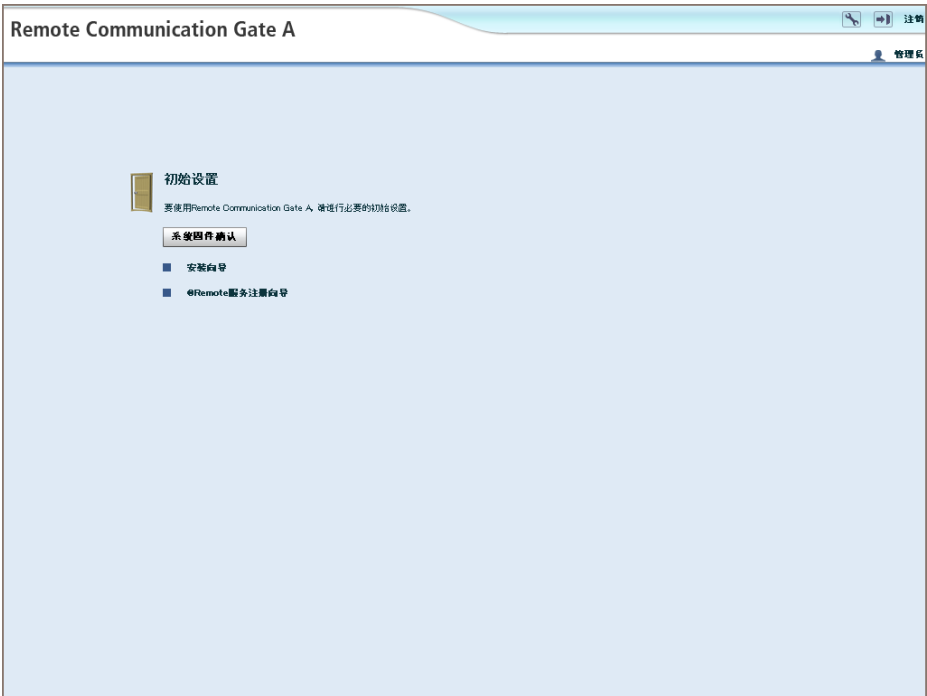 Remote Communication Gate A
注销
管理员
初始设置
要使用Remote Communication Gate A, 请进行必要的初始设置。
系统固件确认
安装向导
@Remote服务注册向导